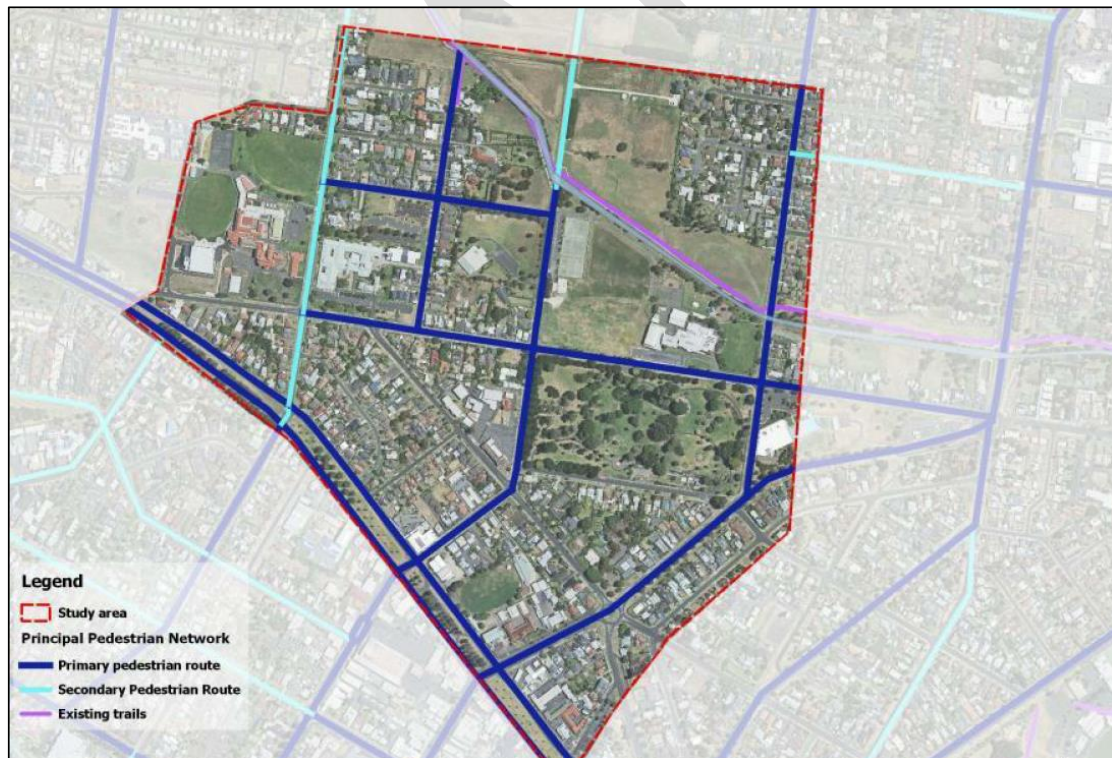 Legend
Study area
Principal Pedestrian Network
Primary pedestrian route
Secondary Pedestrian Route
Existing trails